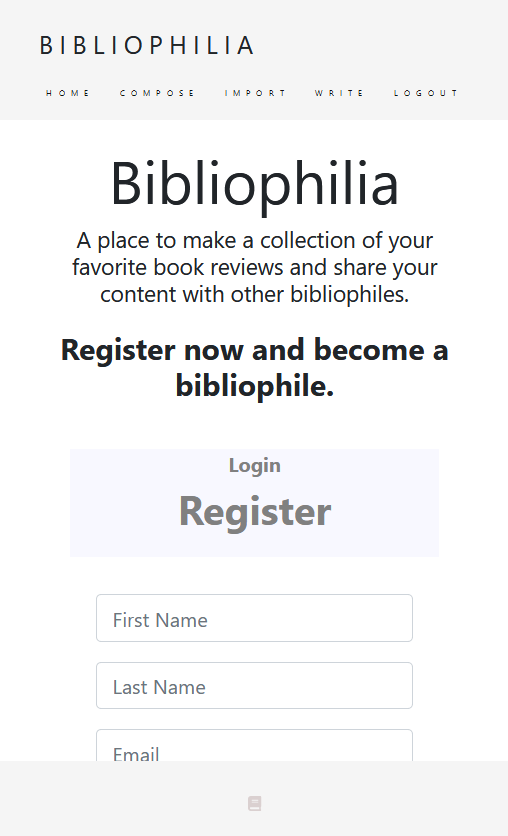 BIBLIOPHILIA
HOME COMPOSE IMPORT WRITE LOGOUT
Bibliophilia
A place to make a collection of your
favorite book reviews and share your
content with other bibliophiles.
Register now and become a
bibliophile.
Login
Register
First Name
Last Name
Email